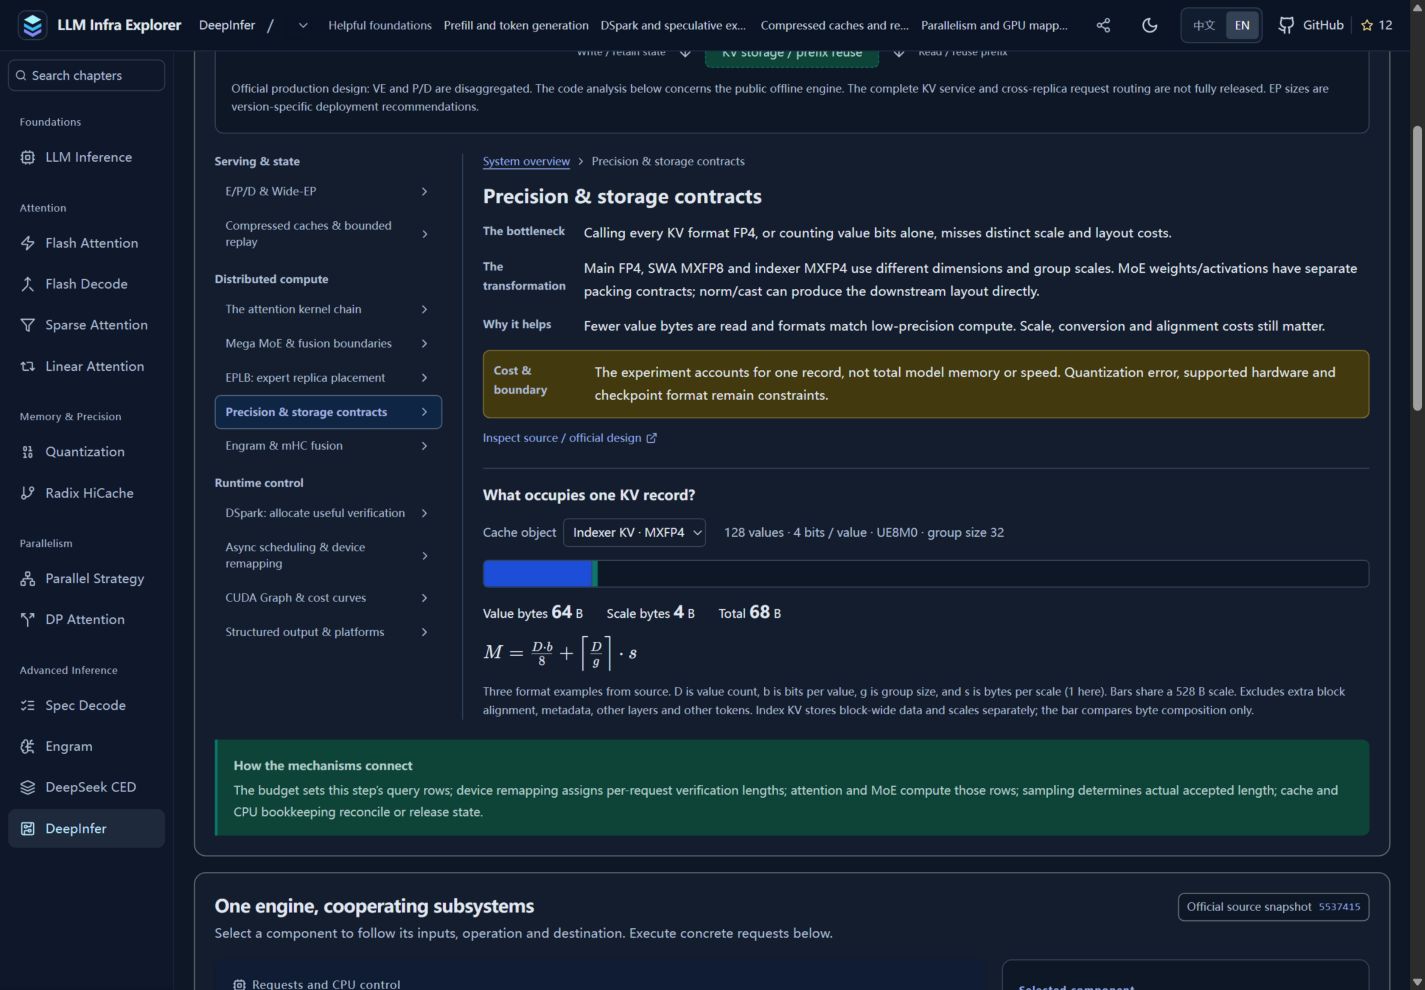 LLM Infra Explorer
DeepInfer /
Helpful foundations
Prefill and token generation
DSpark and speculative ex...
Compressed caches and re...
Parallelism and GPU mapp...
中文
EN
GitHub
12
Search chapters
Foundations
LLM Inference
Attention
Flash Attention
Flash Decode
Sparse Attention
Linear Attention
Memory & Precision
Quantization
Radix HiCache
Parallelism
Parallel Strategy
DP Attention
Advanced Inference
Spec Decode
Engram
DeepSeek CED
DeepInfer
Write / retain state
KV storage / prefix reuse
Read / reuse prefix
Official production design: VE and P/D are disaggregated. The code analysis below concerns the public offline engine. The complete KV service and cross-replica request routing are not fully released. EP sizes are
version-specific deployment recommendations.
Serving & state
E/P/D & Wide-EP
Compressed caches & bounded
replay
Distributed compute
The attention kernel chain
Mega MoE & fusion boundaries
EPLB: expert replica placement
Precision & storage contracts
Engram & mHC fusion
Runtime control
DSpark: allocate useful verification
Async scheduling & device
remapping
CUDA Graph & cost curves
Structured output & platforms
System overview > Precision & storage contracts
Precision & storage contracts
The bottleneck
Calling every KV format FP4, or counting value bits alone, misses distinct scale and layout costs.
The
transformation
Main FP4, SWA MXFP8 and indexer MXFP4 use different dimensions and group scales. MoE weights/activations have separate
packing contracts; norm/cast can produce the downstream layout directly.
Why it helps
Fewer value bytes are read and formats match low-precision compute. Scale, conversion and alignment costs still matter.
Cost &
boundary
The experiment accounts for one record, not total model memory or speed. Quantization error, supported hardware and
checkpoint format remain constraints.
Inspect source / official design
What occupies one KV record?
Cache object
Indexer KV · MXFP4
128 values · 4 bits / value · UE8M0 · group size 32
Value bytes 64 B Scale bytes 4 B Total 68 B
M = D·b/8 + ⌈D/g⌉ · s
Three format examples from source. D is value count, b is bits per value, g is group size, and s is bytes per scale (1 here). Bars share a 528 B scale. Excludes extra block
alignment, metadata, other layers and other tokens. Index KV stores block-wide data and scales separately; the bar compares byte composition only.
How the mechanisms connect
The budget sets this step's query rows; device remapping assigns per-request verification lengths; attention and MoE compute those rows; sampling determines actual accepted length; cache and
CPU bookkeeping reconcile or release state.
One engine, cooperating subsystems
Official source snapshot 5537415
Select a component to follow its inputs, operation and destination. Execute concrete requests below.
Requests and CPU control
Selected component